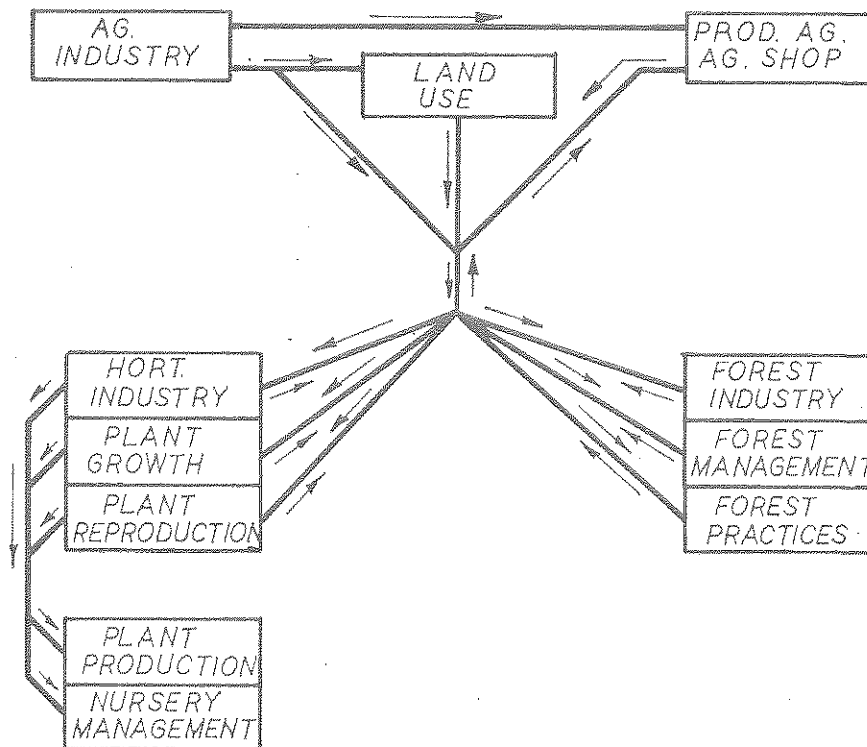 AG.
INDUSTRY
PROD. AG.
AG. SHOP
LAND
USE
HORT.
INDUSTRY
PLANT
GROWTH
PLANT
REPRODUCTION
FOREST
INDUSTRY
FOREST
MANAGEMENT
FOREST
PRACTICES
PLANT
PRODUCTION
NURSERY
MANAGEMENT